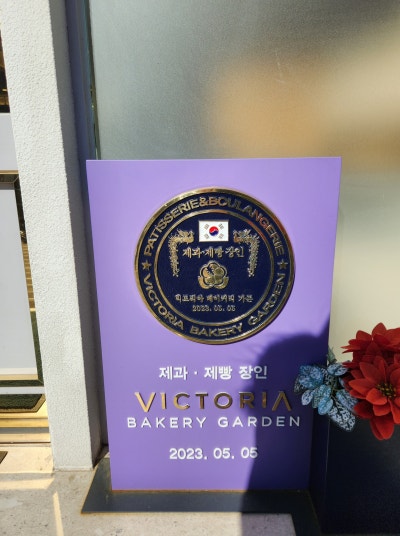 PATISSERIE&BOULANGERIE
제과·제빵 장인
빅토리아 베이커리 가든
2023. 05. 05
VICTORIA BAKERY GARDEN
제과 · 제빵 장인
VICTORIA
BAKERY GARDEN
2023. 05. 05